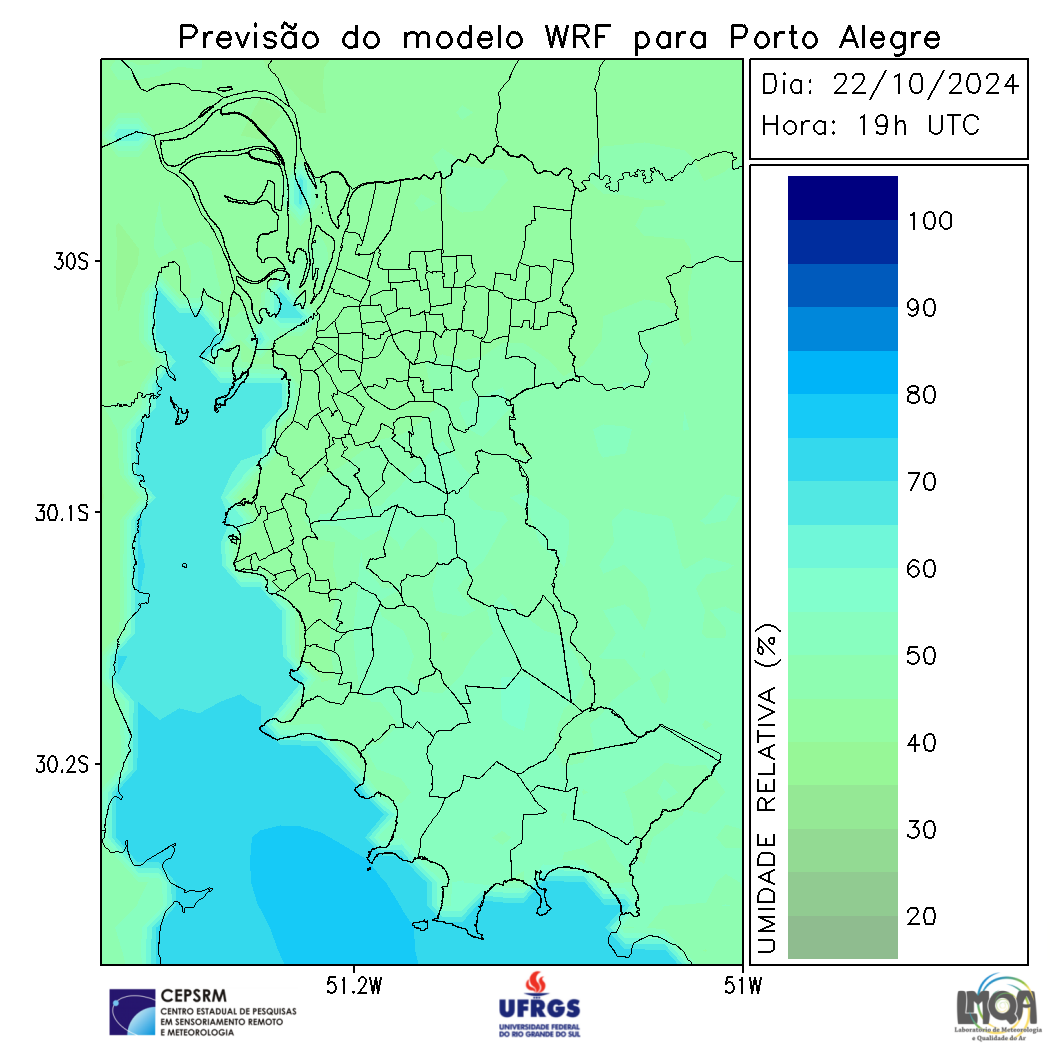 Previsão do modelo WRF para Porto Alegre
Dia: 22/10/2024
Hora: 19h UTC
30S
30.1S
30.2S
51.2W
51W
UMIDADE RELATIVA (%)
100
90
80
70
60
50
40
30
20
CEPSRM
CENTRO ESTADUAL DE PESQUISAS
EM SENSORIAMENTO REMOTO
E METEOROLOGIA
UFRGS
UNIVERSIDADE FEDERAL
DO RIO GRANDE DO SUL
LMQA
Laboratório de Meteorologia
e Qualidade do Ar